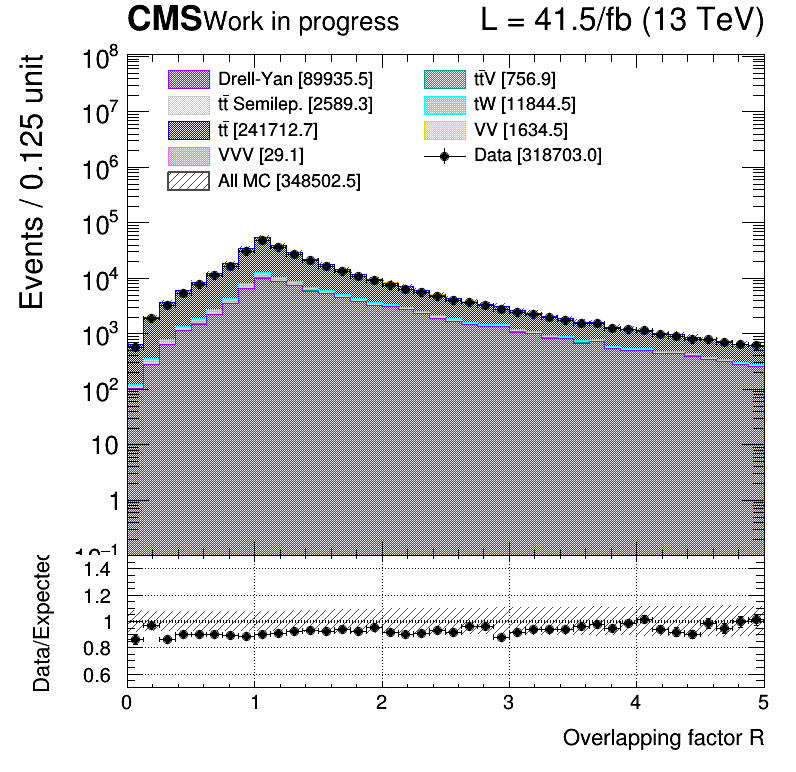 CMS Work in progress L = 41.5/fb (13 TeV)
Events / 0.125 unit
10⁸
10⁷
10⁶
10⁵
10⁴
10³
10²
10
1
10⁻¹
Drell-Yan [89935.5]
tt̄ Semilep. [2589.3]
tt̄ [241712.7]
VVV [29.1]
All MC [348502.5]
tt̄V [756.9]
tW [11844.5]
VV [1634.5]
Data [318703.0]
Data/Expected
1.4
1.2
1
0.8
0.6
0 1 2 3 4 5
Overlapping factor R